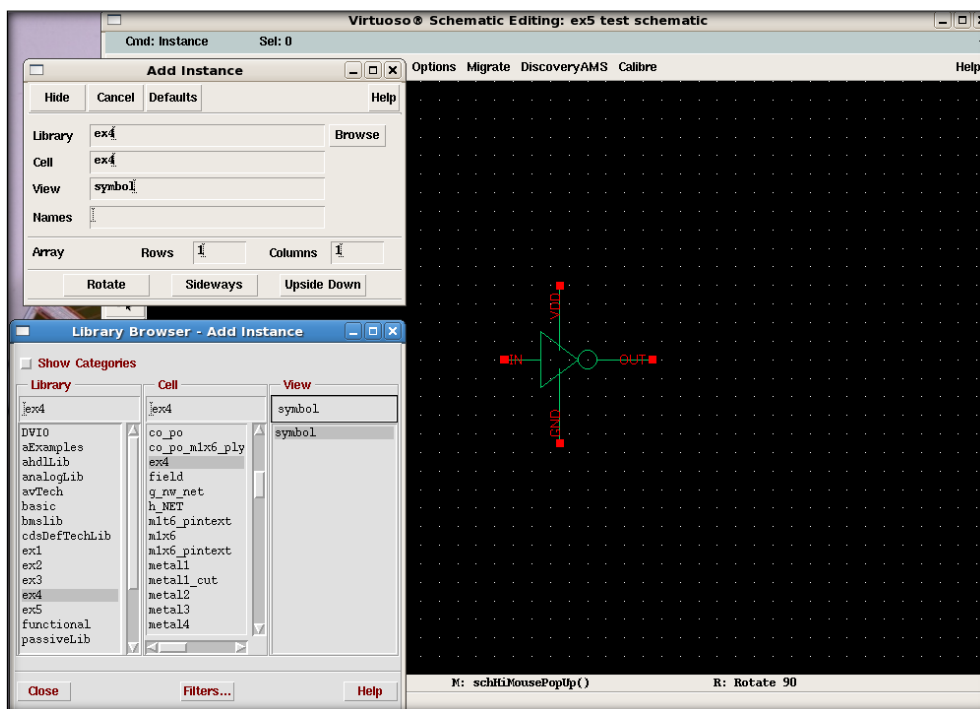 Virtuoso® Schematic Editing: ex5 test schematic
Cmd: Instance Sel: 0
Options Migrate DiscoveryAMS Calibre Help
Add Instance
Hide Cancel Defaults Help
Library ex4 Browse
Cell ex4
View symbol
Names
Array Rows 1 Columns 1
Rotate Sideways Upside Down
VDD
IN OUT
GND
Library Browser - Add Instance
Show Categories
Library Cell View
ex4 ex4 symbol
DVIO co_po symbol
aExamples co_po_m1x6_ply
ahdlLib ex4
analogLib field
avTech g_nw_net
basic h_NET
bmslib m1t6_pintext
cdsDefTechLib m1x6
ex1 m1x6_pintext
ex2 metal1
ex3 metal1_cut
ex4 metal2
ex5 metal3
functional metal4
passiveLib
Close Filters... Help
M: schHiMousePopUp() R: Rotate 90